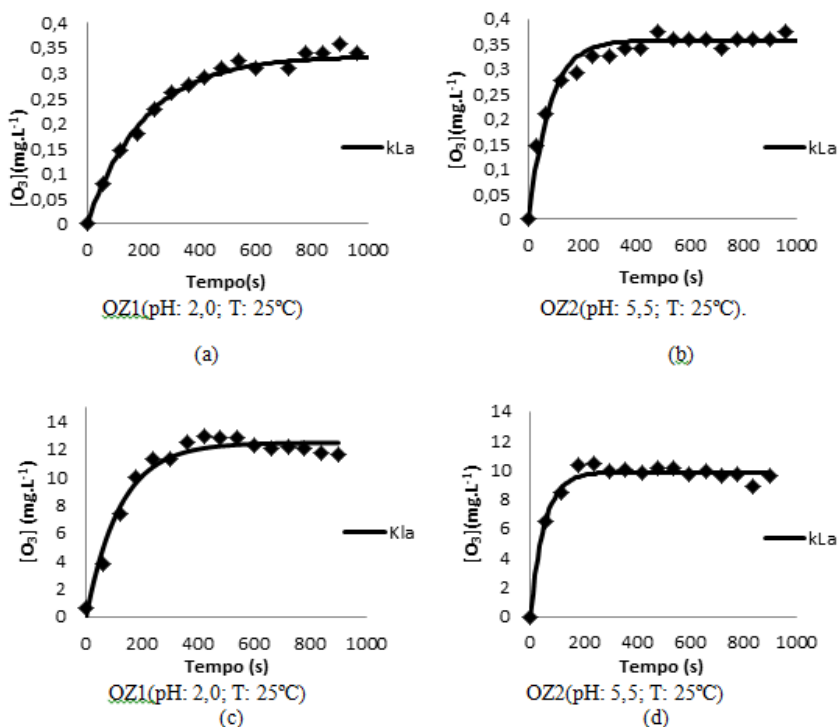 0,4
0,35
0,3
0,25
0,2
0,15
0,1
0,05
0
[O₃](mg.L⁻¹)
0 200 400 600 800 1000
Tempo(s)
kLa
OZ1(pH: 2,0; T: 25ºC)
(a)
0,4
0,35
0,3
0,25
0,2
0,15
0,1
0,05
0
[O₃](mg.L⁻¹)
0 200 400 600 800 1000
Tempo (s)
kLa
OZ2(pH: 5,5; T: 25ºC).
(b)
14
12
10
8
6
4
2
0
[O₃] (mg.L⁻¹)
0 200 400 600 800 1000
Tempo (s)
Kla
OZ1(pH: 2,0; T: 25ºC)
(c)
14
12
10
8
6
4
2
0
[O₃](mg.L⁻¹)
0 200 400 600 800 1000
Tempo (s)
kLa
OZ2(pH: 5,5; T: 25ºC)
(d)